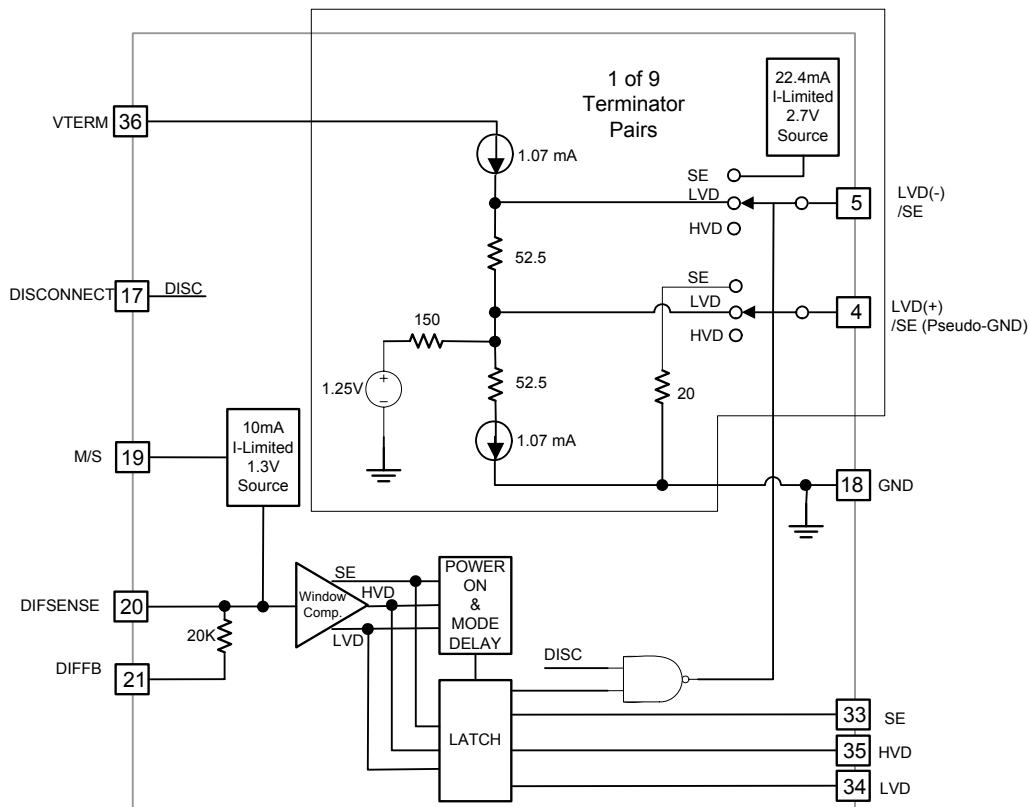 1 of 9
Terminator
Pairs
22.4mA
I-Limited
2.7V
Source
VTERM
36
1.07 mA
SE
LVD
HVD
5
LVD(-)
/SE
52.5
DISCONNECT
17
DISC
SE
LVD
HVD
4
LVD(+)
/SE (Pseudo-GND)
150
1.25V
+
−
52.5
20
1.07 mA
M/S
19
10mA
I-Limited
1.3V
Source
18
GND
DIFSENSE
20
Window
Comp.
SE
HVD
LVD
POWER
ON
&
MODE
DELAY
20K
DIFFB
21
DISC
LATCH
33
SE
35
HVD
34
LVD